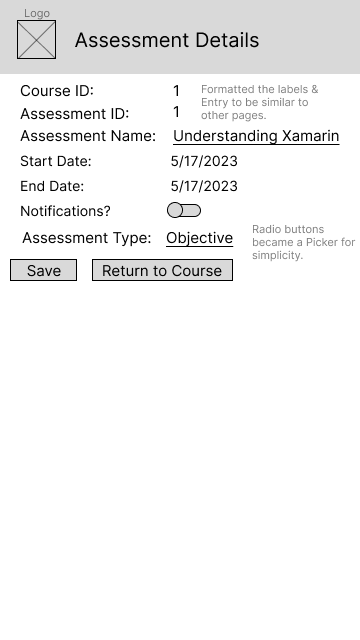 Logo
Assessment Details
Course ID: 1
Formatted the labels &
Entry to be similar to
other pages.
Assessment ID: 1
Assessment Name: Understanding Xamarin
Start Date: 5/17/2023
End Date: 5/17/2023
Notifications?
Assessment Type: Objective
Radio buttons
became a Picker for
simplicity.
Save Return to Course